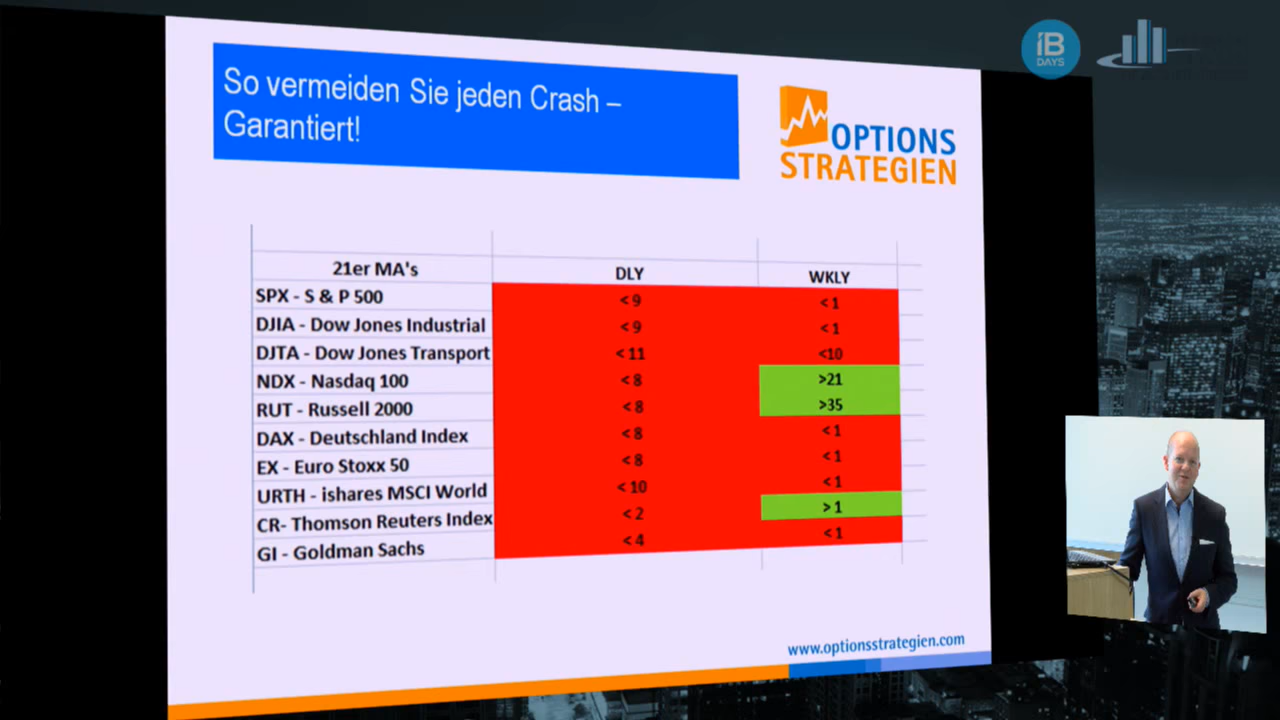 So vermeiden Sie jeden Crash –
Garantiert!
iB
DAYS
OPTIONS
STRATEGIEN
21er MA's DLY WKLY
SPX - S & P 500 < 9 < 1
DJIA - Dow Jones Industrial < 9 < 1
DJTA - Dow Jones Transport < 11 <10
NDX - Nasdaq 100 < 8 >21
RUT - Russell 2000 < 8 >35
DAX - Deutschland Index < 8 < 1
EX - Euro Stoxx 50 < 8 < 1
URTH - ishares MSCI World < 10 < 1
CR- Thomson Reuters Index < 2 > 1
GI - Goldman Sachs < 4 < 1
www.optionsstrategien.com